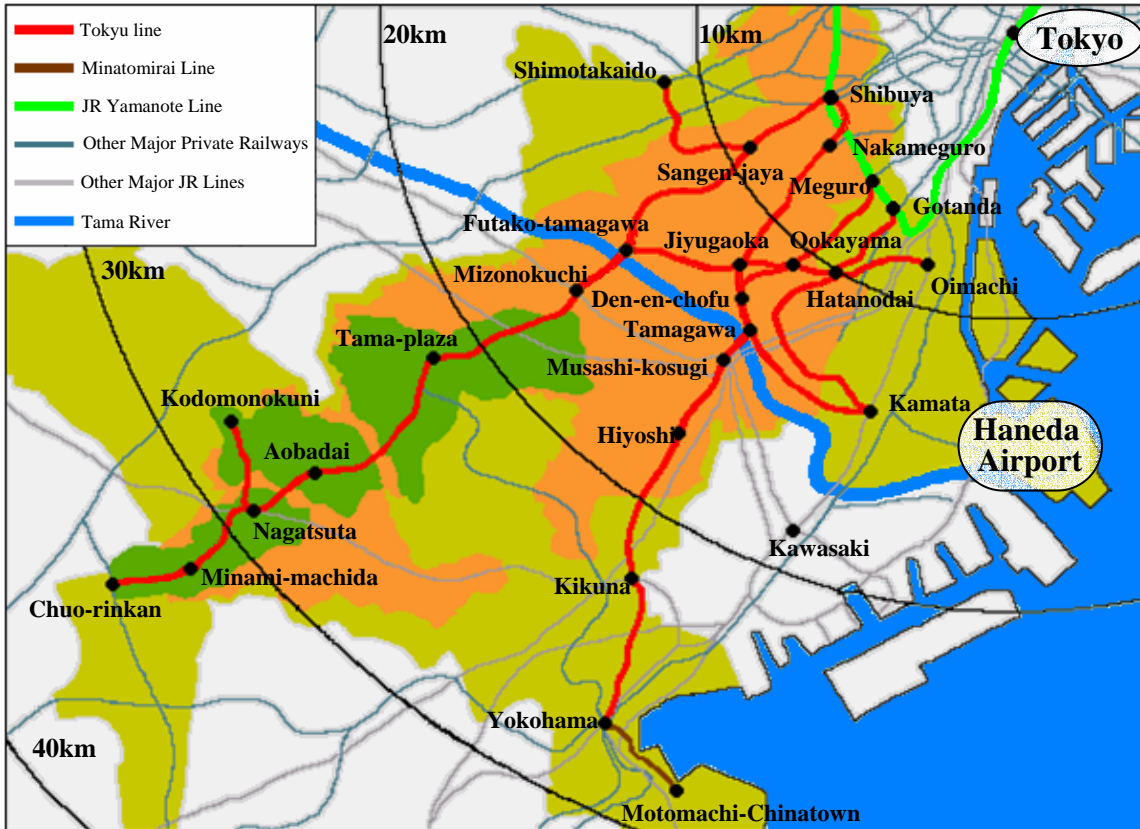 Tokyu line
Minatomirai Line
JR Yamanote Line
Other Major Private Railways
Other Major JR Lines
Tama River
20km
10km
Tokyo
Shimotakaido
Shibuya
Nakameguro
Sangen-jaya
Meguro
Gotanda
Futako-tamagawa
Jiyugaoka
Ookayama
30km
Mizonokuchi
Den-en-chofu
Hatanodai
Oimachi
Tamagawa
Tama-plaza
Musashi-kosugi
Kodomonokuni
Kamata
Hiyoshi
Haneda
Airport
Aobadai
Nagatsuta
Kawasaki
Minami-machida
Chuo-rinkan
Kikuna
Yokohama
40km
Motomachi-Chinatown